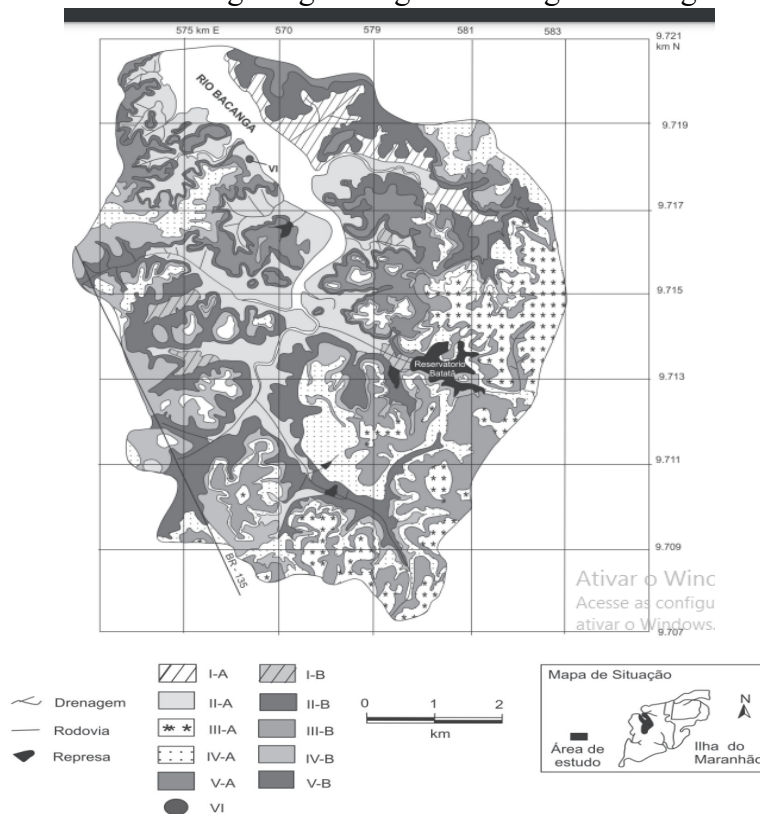 575 km E 570 579 581 583
9.721
km N
RIO BACANGA
9.719
VI
9.717
9.715
Reservatorio
Batatã
9.713
9.711
9.709
BR - 135
9.707
Ativar o Winc
Acesse as configu
ativar o Windows.
Drenagem
Rodovia
Represa
I-A I-B
II-A II-B
III-A III-B
IV-A IV-B
V-A V-B
VI
0 1 2
km
Mapa de Situação
N
Área de
estudo
Ilha do
Maranhão